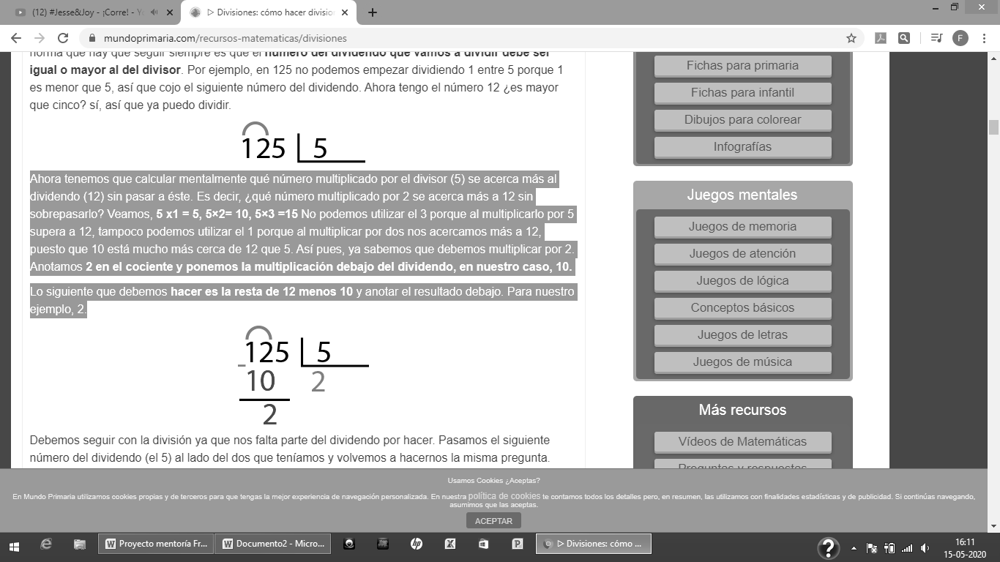 (12) #Jesse&Joy - ¡Corre! - Y
▷ Divisiones: cómo hacer division
mundoprimaria.com/recursos-matematicas/divisiones
F
norma que hay que seguir siempre es que el número del dividendo que vamos a dividir debe ser
igual o mayor al del divisor. Por ejemplo, en 125 no podemos empezar dividiendo 1 entre 5 porque 1
es menor que 5, así que cojo el siguiente número del dividendo. Ahora tengo el número 12 ¿es mayor
que cinco? sí, así que ya puedo dividir.
125 5
Ahora tenemos que calcular mentalmente qué número multiplicado por el divisor (5) se acerca más al
dividendo (12) sin pasar a éste. Es decir, ¿qué número multiplicado por 2 se acerca más a 12 sin
sobrepasarlo? Veamos, 5 x1 = 5, 5×2= 10, 5×3 =15 No podemos utilizar el 3 porque al multiplicarlo por 5
supera a 12, tampoco podemos utilizar el 1 porque al multiplicar por dos nos acercamos más a 12,
puesto que 10 está mucho más cerca de 12 que 5. Así pues, ya sabemos que debemos multiplicar por 2.
Anotamos 2 en el cociente y ponemos la multiplicación debajo del dividendo, en nuestro caso, 10.
Lo siguiente que debemos hacer es la resta de 12 menos 10 y anotar el resultado debajo. Para nuestro
ejemplo, 2.
125 5
-10 2
2
Debemos seguir con la división ya que nos falta parte del dividendo por hacer. Pasamos el siguiente
número del dividendo (el 5) al lado del dos que teníamos y volvemos a hacernos la misma pregunta.
Fichas para primaria
Fichas para infantil
Dibujos para colorear
Infografías
Juegos mentales
Juegos de memoria
Juegos de atención
Juegos de lógica
Conceptos básicos
Juegos de letras
Juegos de música
Más recursos
Vídeos de Matemáticas
Preguntas y respuestas
Usamos Cookies ¿Aceptas?
En Mundo Primaria utilizamos cookies propias y de terceros para que tengas la mejor experiencia de navegación personalizada. En nuestra política de cookies te contamos todos los detalles pero, en resumen, las utilizamos con finalidades estadísticas y de publicidad. Si continúas navegando,
asumimos que las aceptas.
ACEPTAR
Proyecto mentoría Fr...
Documento2 - Micro...
▷ Divisiones: cómo ...
16:11
15-05-2020